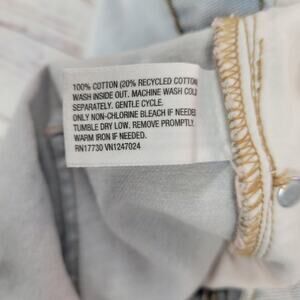 100% COTTON (20% RECYCLED COTTON)
WASH INSIDE OUT. MACHINE WASH COLD
SEPARATELY. GENTLE CYCLE.
ONLY NON-CHLORINE BLEACH IF NEEDED
TUMBLE DRY LOW. REMOVE PROMPTLY.
WARM IRON IF NEEDED.
RN17730 VN1247024